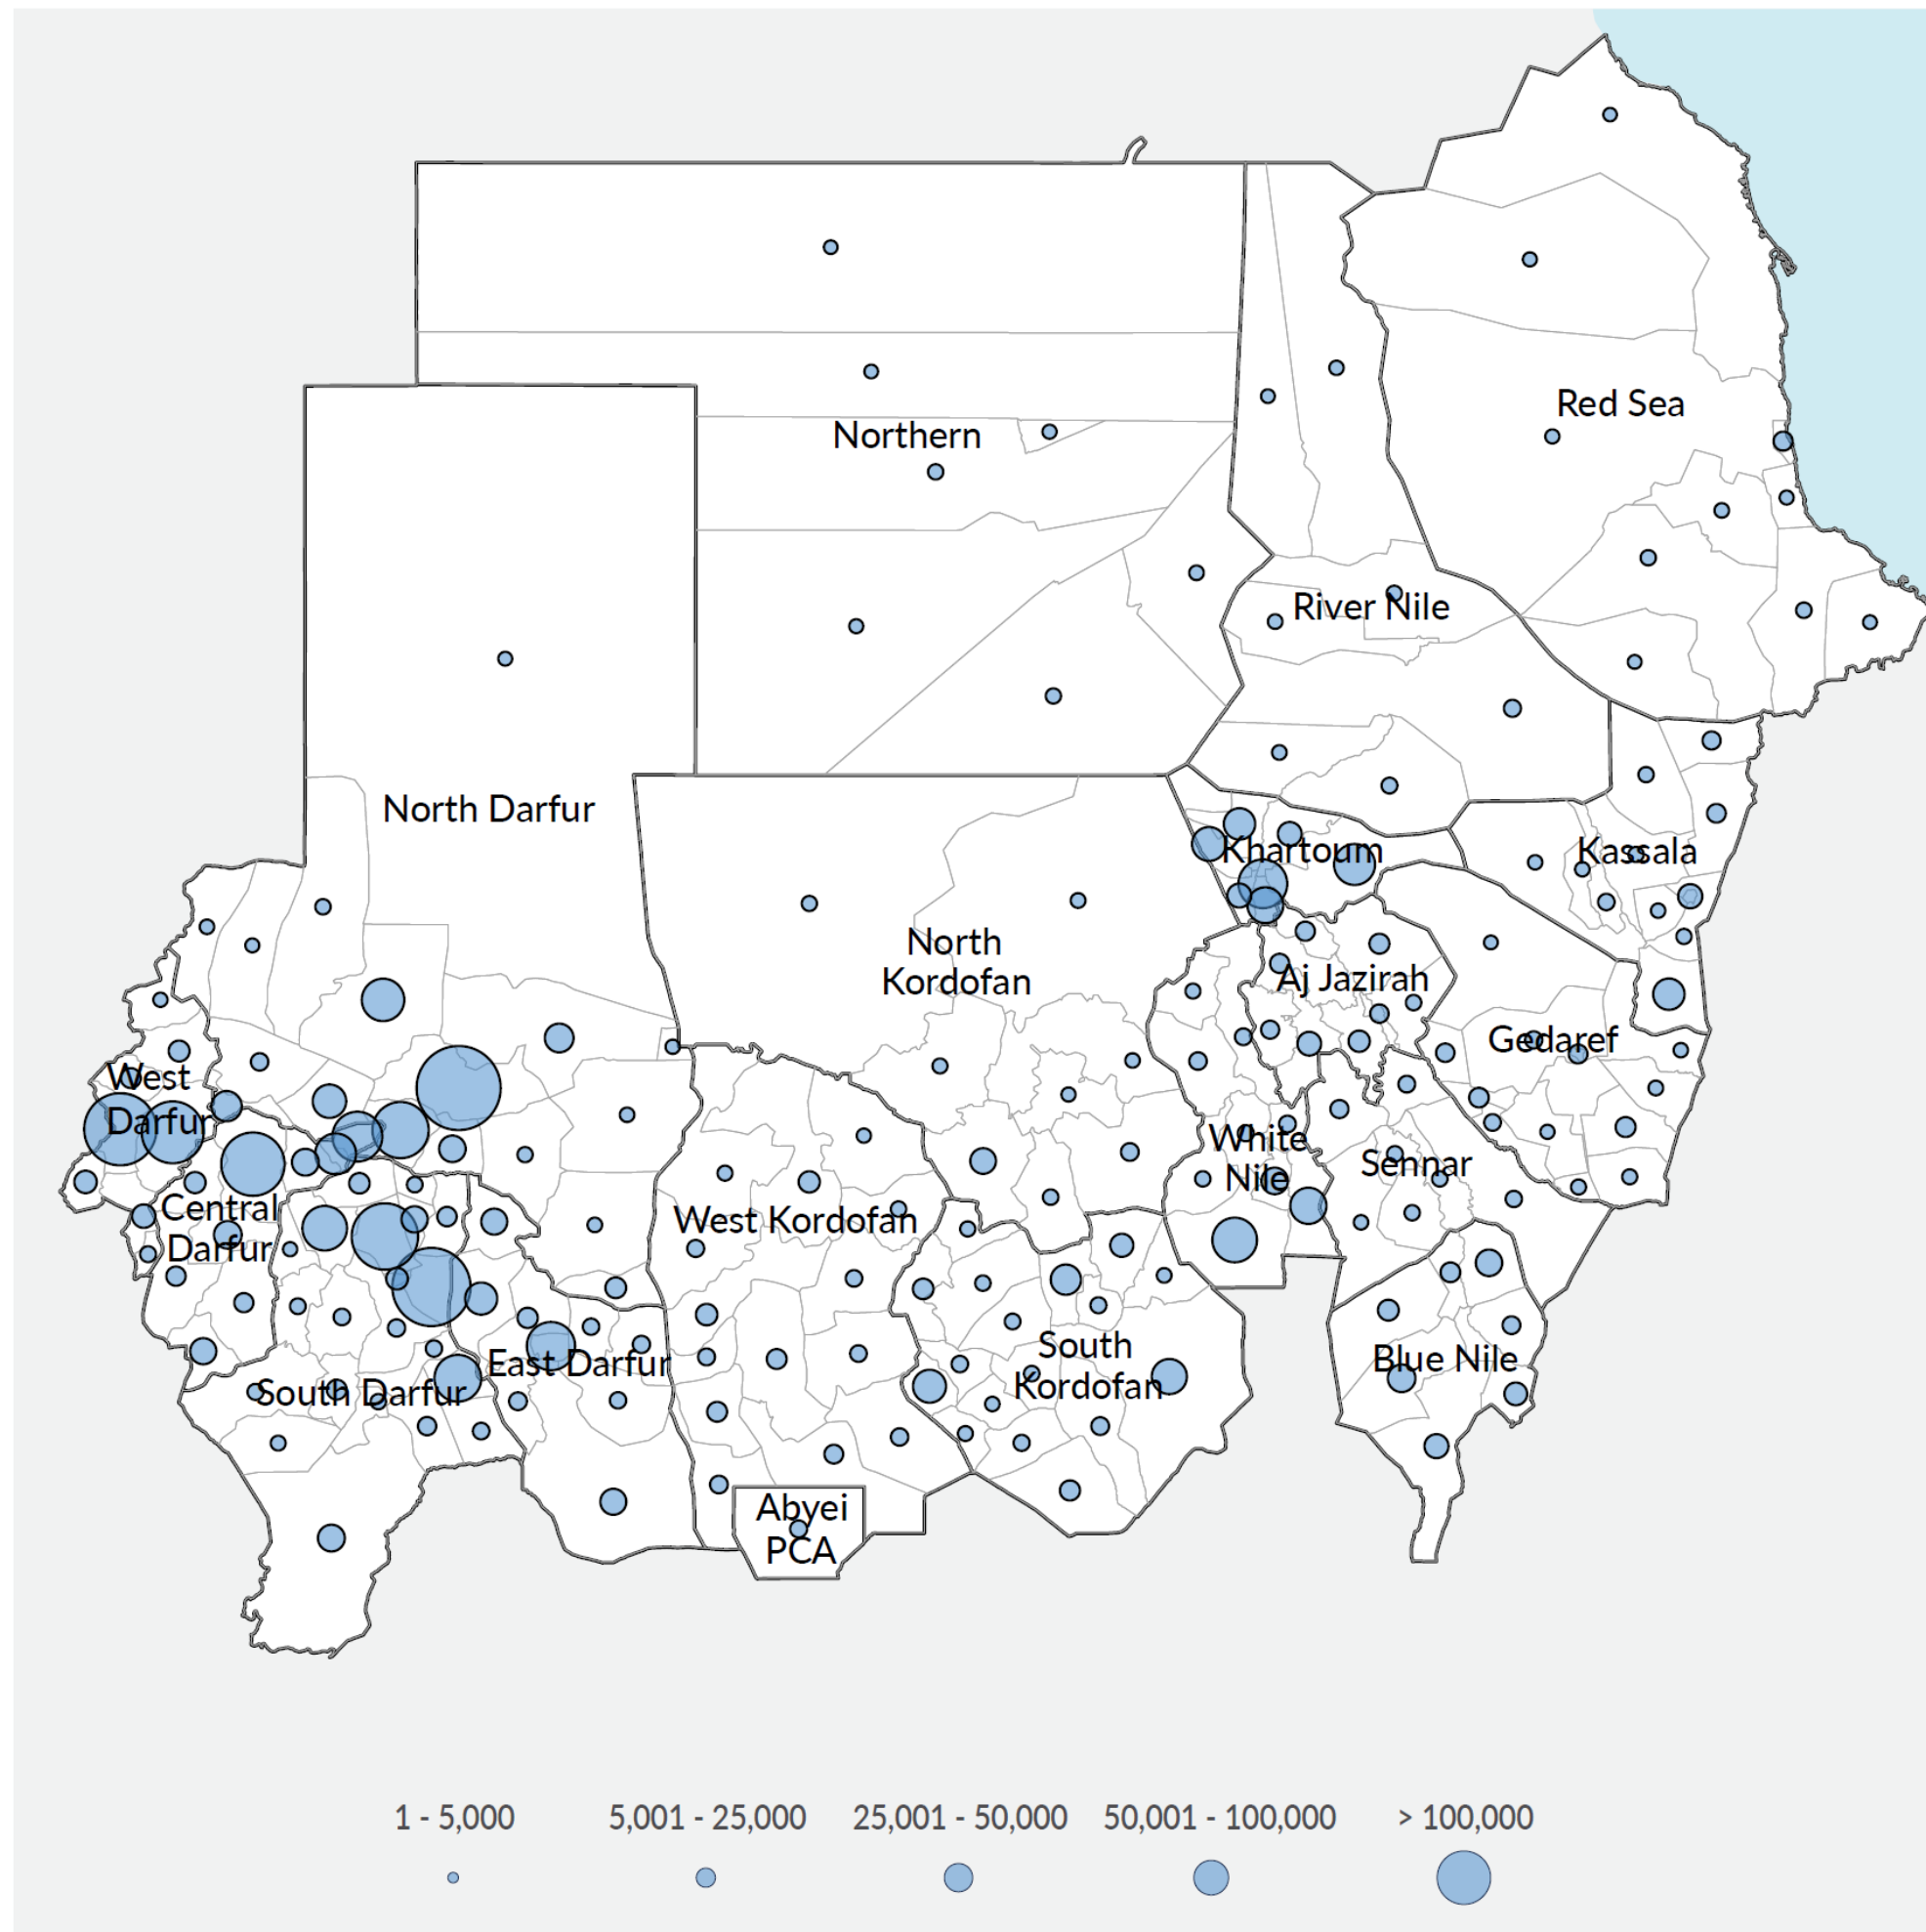 Red Sea
Northern
River Nile
North Darfur
Khartoum
Kassala
North
Kordofan
Aj Jazirah
Gedaref
West
Darfur
White
Nile
Sennar
Central
Darfur
West Kordofan
South
Kordofan
East Darfur
Blue Nile
South Darfur
Abyei
PCA
1 - 5,000
5,001 - 25,000
25,001 - 50,000
50,001 - 100,000
> 100,000